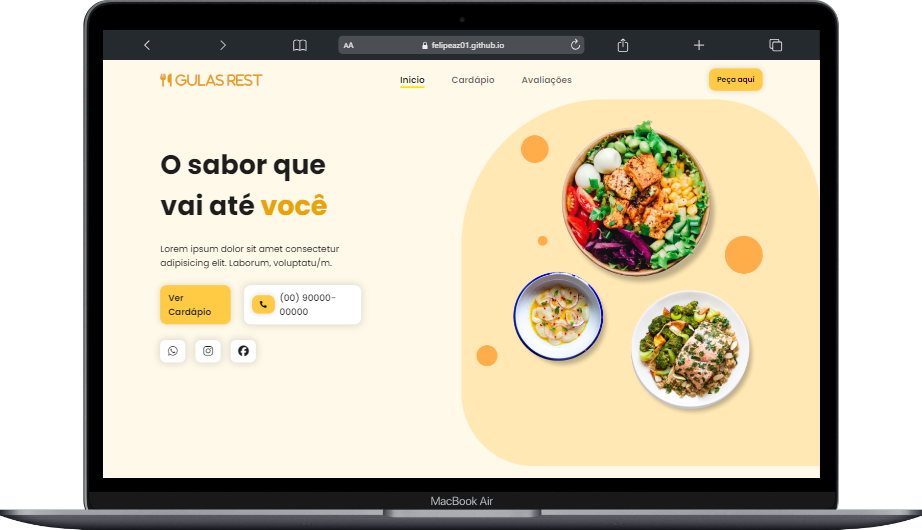 AA
felipeaz01.github.io
GULAS REST
Inicio
Cardápio
Avaliações
Peça aqui
O sabor que
vai até você
Lorem ipsum dolor sit amet consectetur
adipisicing elit. Laborum, voluptatu/m.
Ver
Cardápio
(00) 90000-
00000
MacBook Air